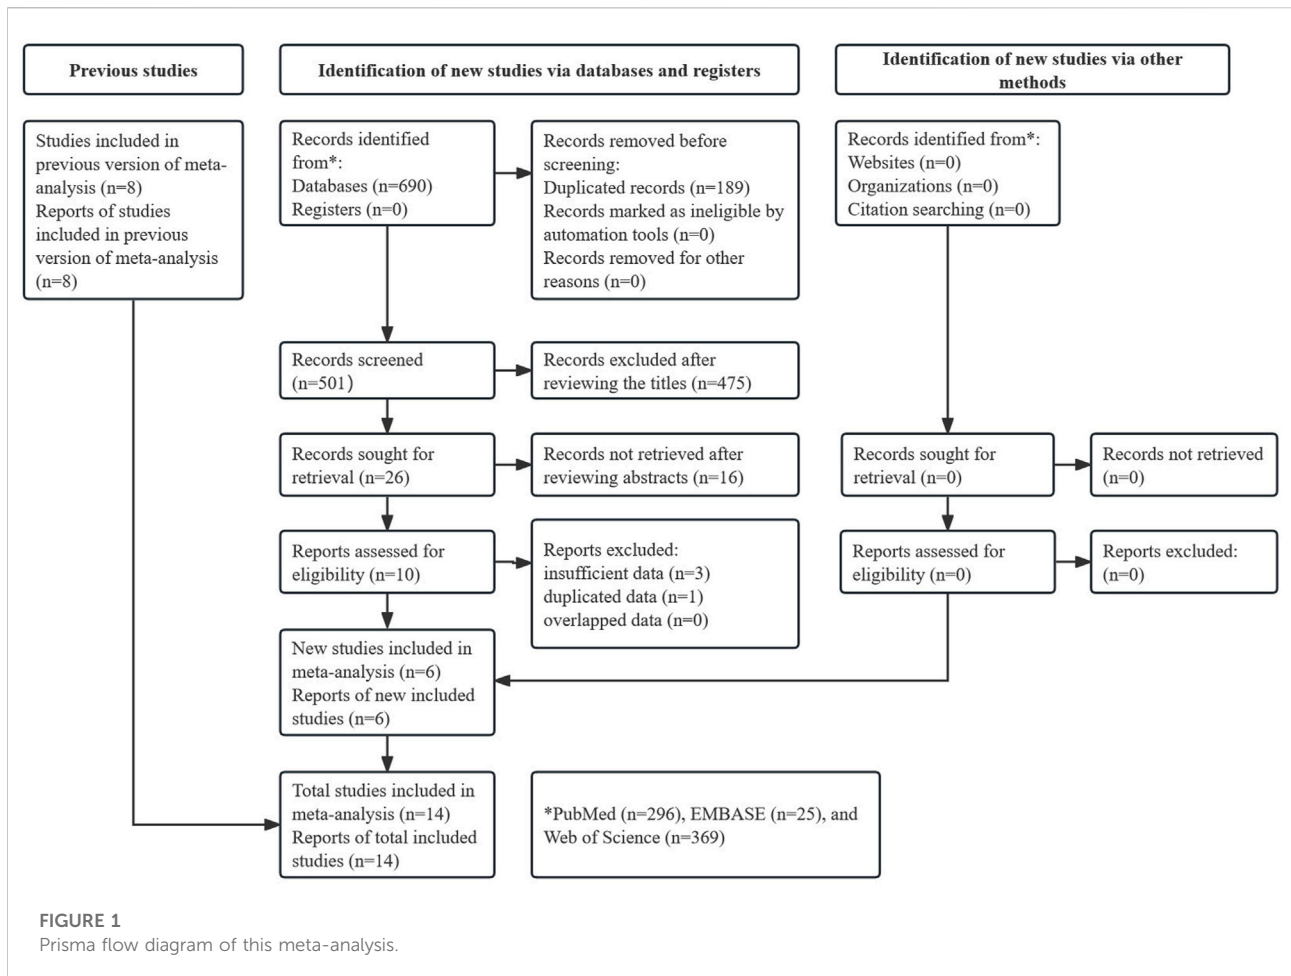 Previous studies
Identification of new studies via databases and registers
Identification of new studies via other
methods
Studies included in
previous version of meta-
analysis (n=8)
Reports of studies
included in previous
version of meta-analysis
(n=8)
Records identified
from*:
Databases (n=690)
Registers (n=0)
Records removed before
screening:
Duplicated records (n=189)
Records marked as ineligible by
automation tools (n=0)
Records removed for other
reasons (n=0)
Records identified from*:
Websites (n=0)
Organizations (n=0)
Citation searching (n=0)
Records screened
(n=501)
Records excluded after
reviewing the titles (n=475)
Records sought for
retrieval (n=26)
Records not retrieved after
reviewing abstracts (n=16)
Records sought for
retrieval (n=0)
Records not retrieved
(n=0)
Reports assessed for
eligibility (n=10)
Reports excluded:
insufficient data (n=3)
duplicated data (n=1)
overlapped data (n=0)
Reports assessed for
eligibility (n=0)
Reports excluded:
(n=0)
New studies included in
meta-analysis (n=6)
Reports of new included
studies (n=6)
Total studies included in
meta-analysis (n=14)
Reports of total included
studies (n=14)
*PubMed (n=296), EMBASE (n=25), and
Web of Science (n=369)
FIGURE 1
Prisma flow diagram of this meta-analysis.